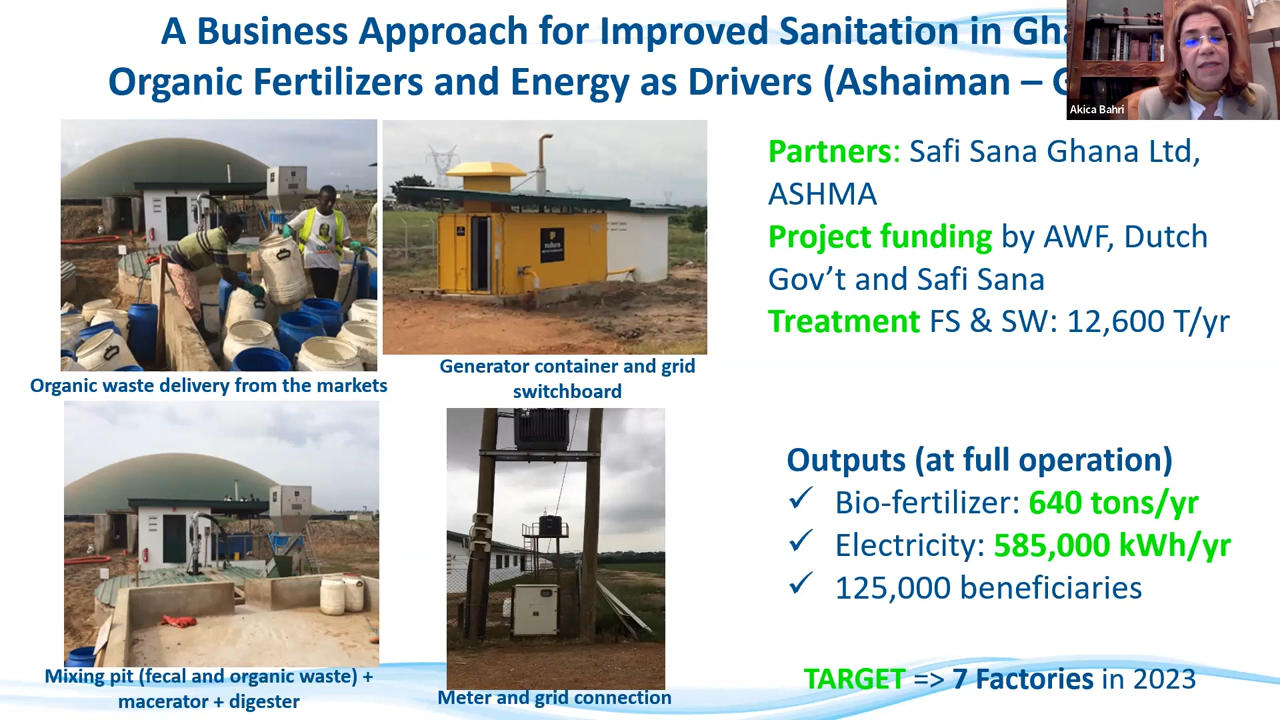 A Business Approach for Improved Sanitation in Gha
Organic Fertilizers and Energy as Drivers (Ashaiman –
Akica Bahri
Partners: Safi Sana Ghana Ltd,
ASHMA
Project funding by AWF, Dutch
Gov't and Safi Sana
Treatment FS & SW: 12,600 T/yr
Organic waste delivery from the markets
Generator container and grid
switchboard
Outputs (at full operation)
✓ Bio-fertilizer: 640 tons/yr
✓ Electricity: 585,000 kWh/yr
✓ 125,000 beneficiaries
Mixing pit (fecal and organic waste) +
macerator + digester
Meter and grid connection
TARGET => 7 Factories in 2023